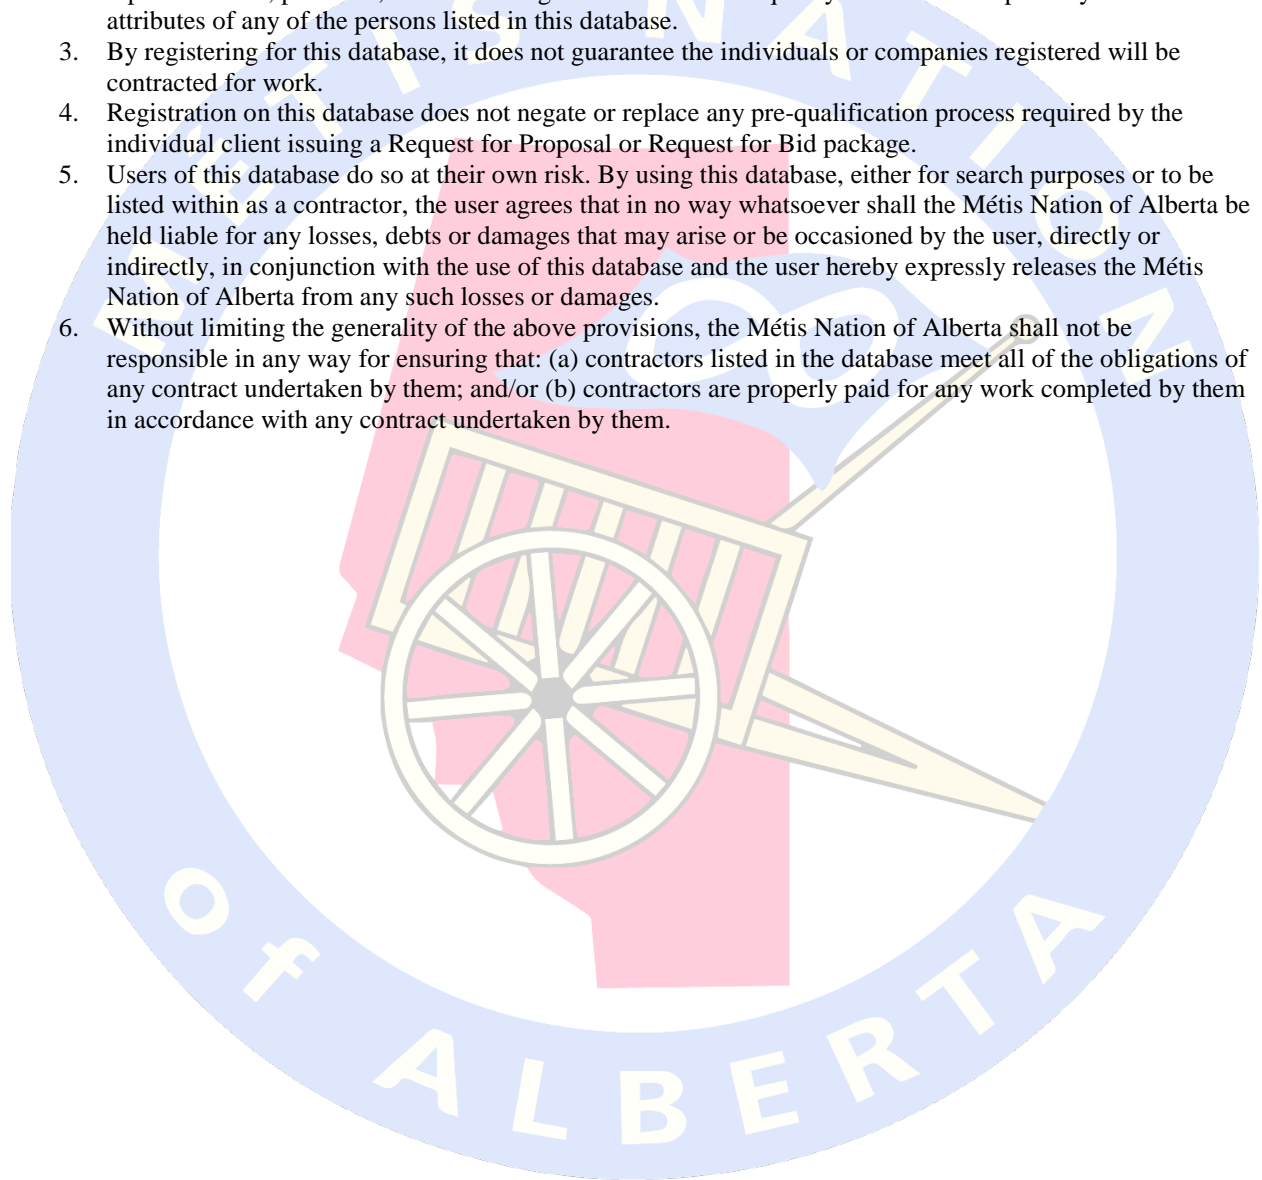 attributes of any of the persons listed in this database.
3. By registering for this database, it does not guarantee the individuals or companies registered will be
contracted for work.
4. Registration on this database does not negate or replace any pre-qualification process required by the
individual client issuing a Request for Proposal or Request for Bid package.
5. Users of this database do so at their own risk. By using this database, either for search purposes or to be
listed within as a contractor, the user agrees that in no way whatsoever shall the Métis Nation of Alberta be
held liable for any losses, debts or damages that may arise or be occasioned by the user, directly or
indirectly, in conjunction with the use of this database and the user hereby expressly releases the Métis
Nation of Alberta from any such losses or damages.
6. Without limiting the generality of the above provisions, the Métis Nation of Alberta shall not be
responsible in any way for ensuring that: (a) contractors listed in the database meet all of the obligations of
any contract undertaken by them; and/or (b) contractors are properly paid for any work completed by them
in accordance with any contract undertaken by them.
MÉTIS NATION
of ALBERTA